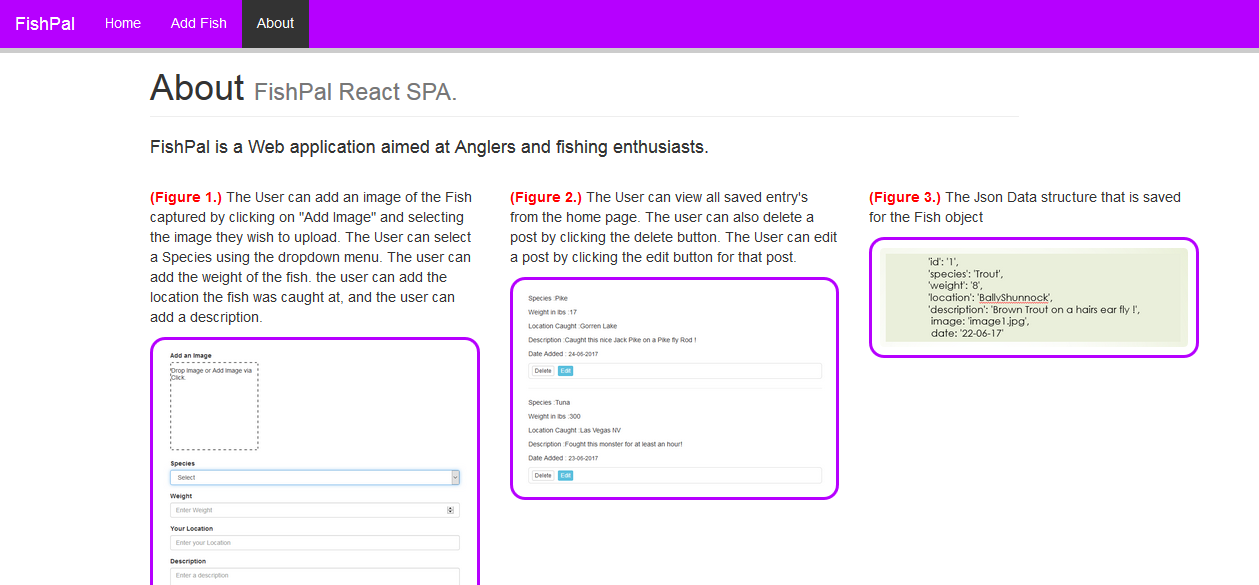 FishPal Home Add Fish About
About FishPal React SPA.
FishPal is a Web application aimed at Anglers and fishing enthusiasts.
(Figure 1.) The User can add an image of the Fish
captured by clicking on "Add Image" and selecting
the image they wish to upload. The User can select
a Species using the dropdown menu. The user can
add the weight of the fish. the user can add the
location the fish was caught at, and the user can
add a description.
Add an Image
Drop Image or Add Image via
Click.
Species
Select
Weight
Enter Weight
Your Location
Enter your Location
Description
Enter a description
(Figure 2.) The User can view all saved entry's
from the home page. The user can also delete a
post by clicking the delete button. The User can edit
a post by clicking the edit button for that post.
Species :Pike
Weight in lbs :17
Location Caught :Gorren Lake
Description :Caught this nice Jack Pike on a Pike fly Rod !
Date Added : 24-06-2017
Delete Edit
Species :Tuna
Weight in lbs :300
Location Caught :Las Vegas NV
Description :Fought this monster for at least an hour!
Date Added : 23-06-2017
Delete Edit
(Figure 3.) The Json Data structure that is saved
for the Fish object
'id': '1',
'species': 'Trout',
'weight': '8',
'location': 'BallyShunnock',
'description': 'Brown Trout on a hairs ear fly !',
image: 'image1.jpg',
date: '22-06-17'